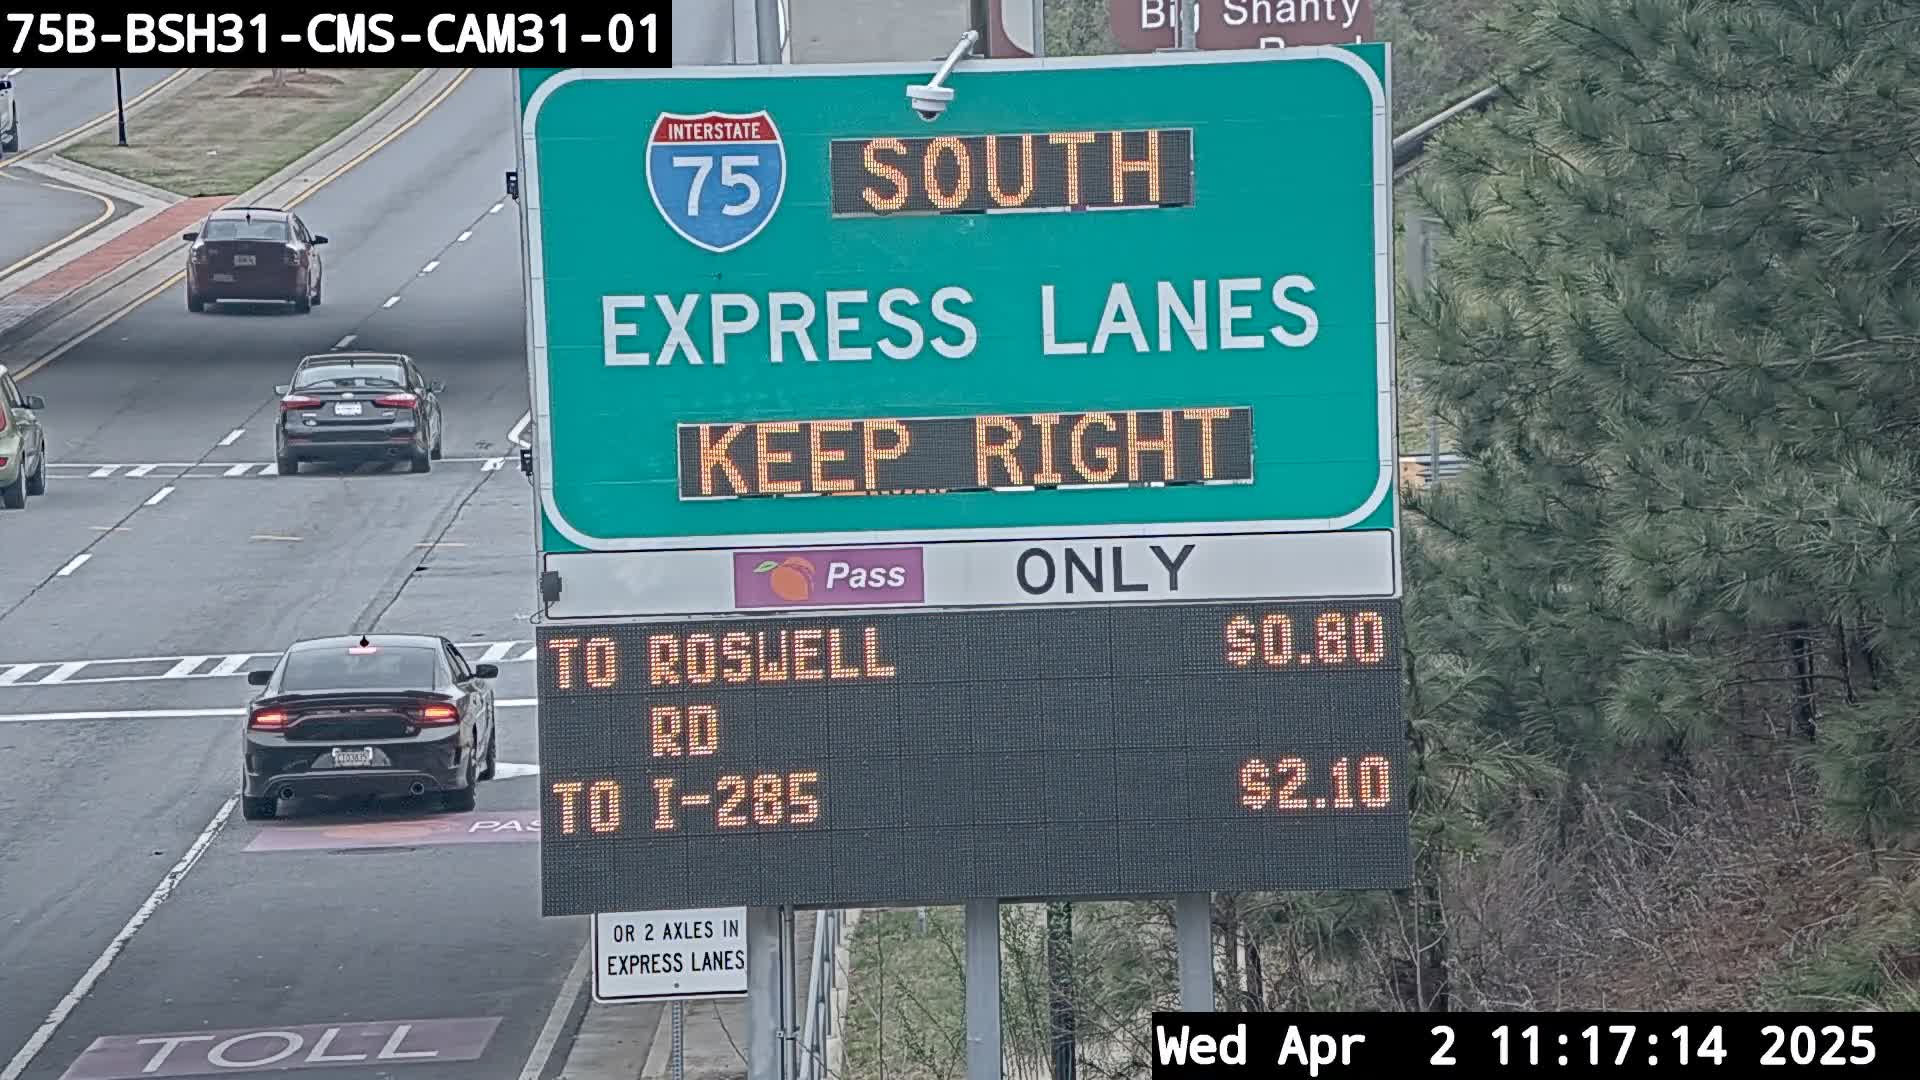 75B-BSH31-CMS-CAM31-01
Big Shanty
INTERSTATE
75
SOUTH
EXPRESS LANES
KEEP RIGHT
Pass ONLY
TO ROSWELL $0.80
RD
TO I-285 $2.10
OR 2 AXLES IN
EXPRESS LANES
TOLL
Wed Apr 2 11:17:14 2025